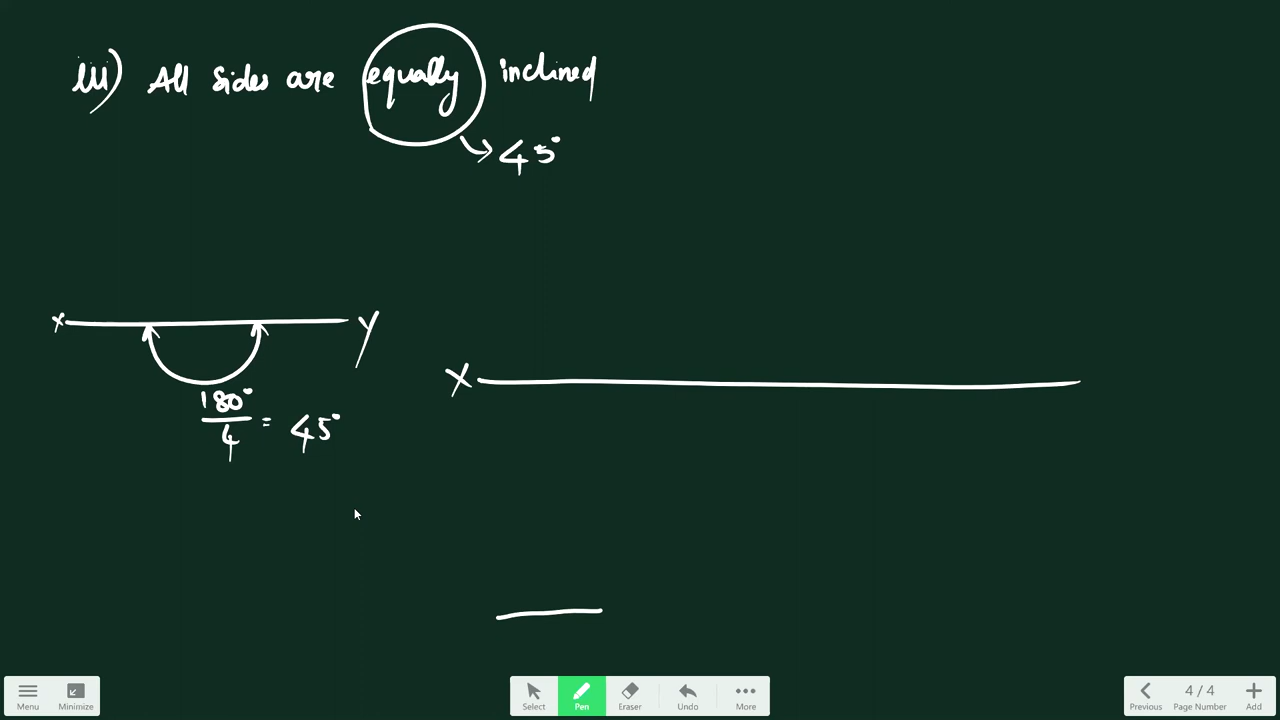 iii) All sides are equally inclined
45°
x y
X
180°/4 = 45°
Menu Minimize Select Pen Eraser Undo More Previous 4 / 4 Page Number Add